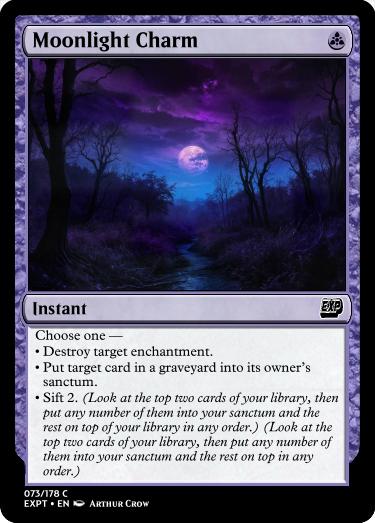 Moonlight Charm
Instant
EXP
Choose one —
• Destroy target enchantment.
• Put target card in a graveyard into its owner's
sanctum.
• Sift 2. (Look at the top two cards of your library, then
put any number of them into your sanctum and the
rest on top of your library in any order.) (Look at the
top two cards of your library, then put any number of
them into your sanctum and the rest on top in any
order.)
073/178 C
EXPT • EN Arthur Crow